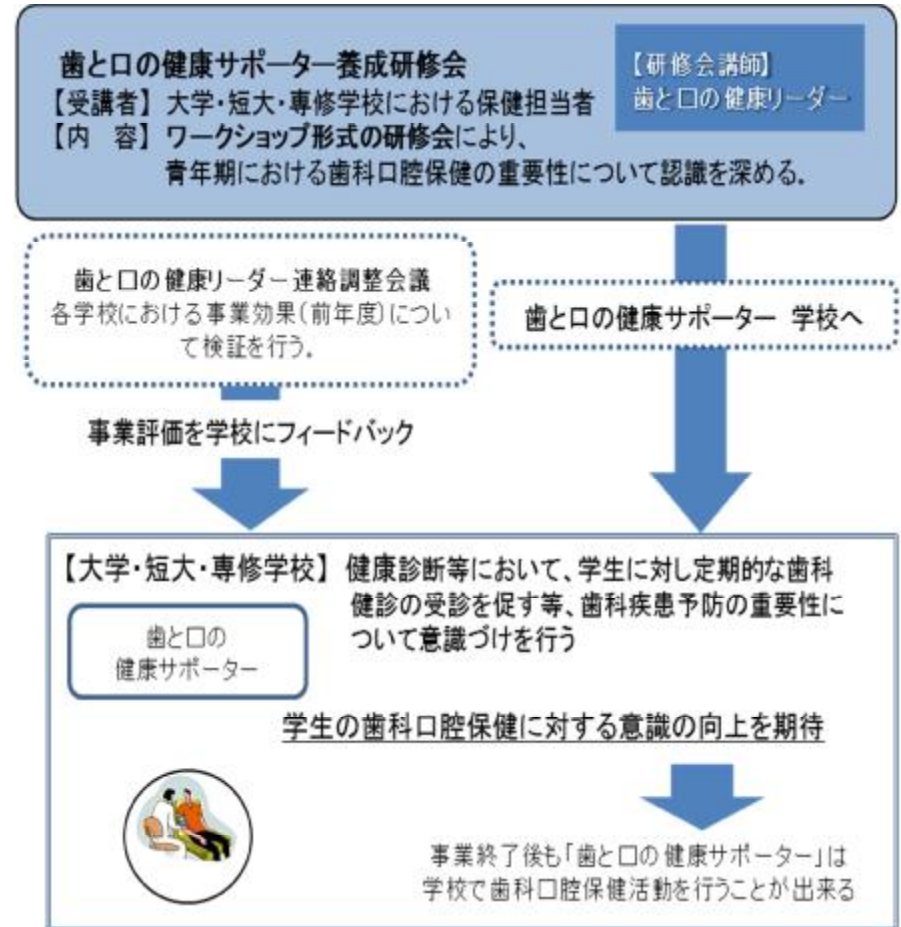 歯と口の健康サポーター養成研修会
【研修会講師】
歯と口の健康リーダー
【受講者】 大学・短大・専修学校における保健担当者
【内　容】 ワークショップ形式の研修会により、
青年期における歯科口腔保健の重要性について認識を深める。
歯と口の健康リーダー連絡調整会議
各学校における事業効果(前年度)につい
て検証を行う。
歯と口の健康サポーター 学校へ
事業評価を学校にフィードバック
【大学・短大・専修学校】 健康診断等において、学生に対し定期的な歯科
健診の受診を促す等、歯科疾患予防の重要性に
ついて意識づけを行う
歯と口の
健康サポーター
学生の歯科口腔保健に対する意識の向上を期待
事業終了後も「歯と口の健康サポーター」は
学校で歯科口腔保健活動を行うことが出来る